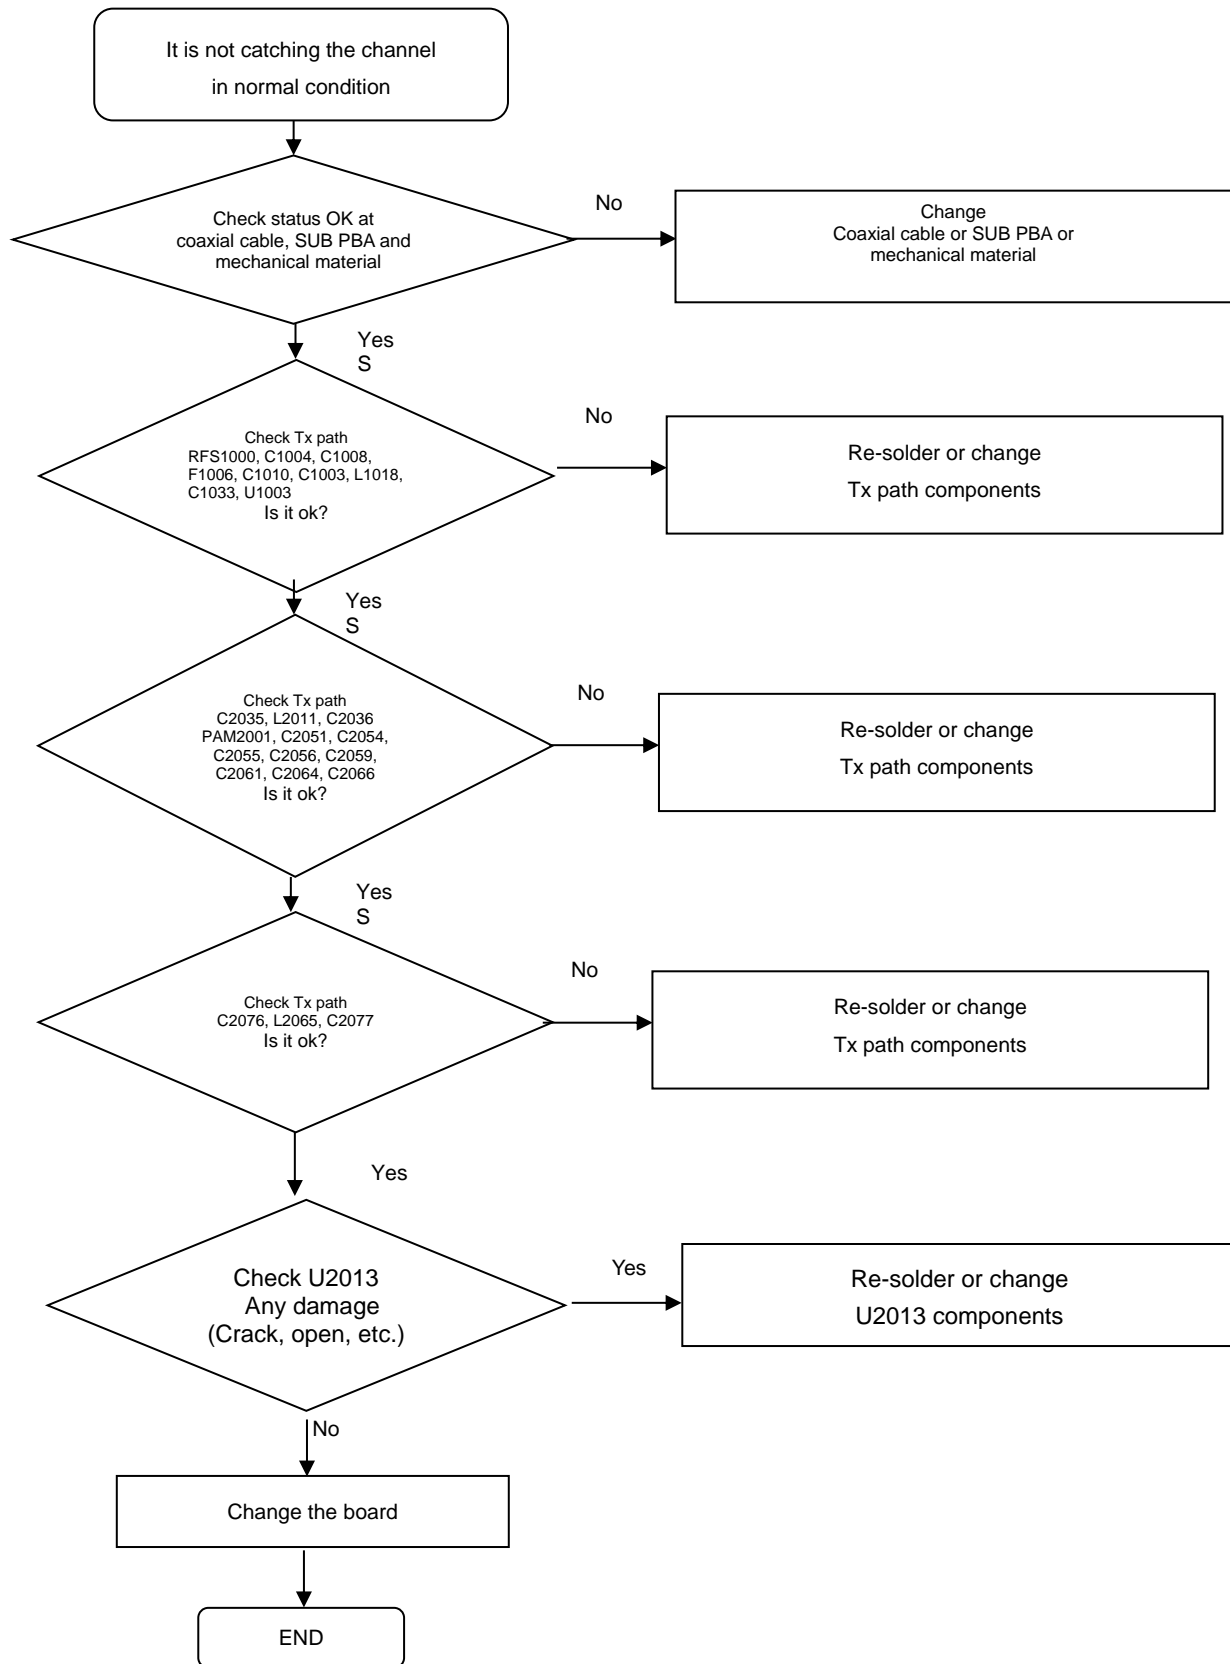 It is not catching the channel
in normal condition
Check status OK at
coaxial cable, SUB PBA and
mechanical material
No
Change
Coaxial cable or SUB PBA or
mechanical material
Yes
S
Check Tx path
RFS1000, C1004, C1008,
F1006, C1010, C1003, L1018,
C1033, U1003
Is it ok?
No
Re-solder or change
Tx path components
Yes
S
Check Tx path
C2035, L2011, C2036
PAM2001, C2051, C2054,
C2055, C2056, C2059,
C2061, C2064, C2066
Is it ok?
No
Re-solder or change
Tx path components
Yes
S
Check Tx path
C2076, L2065, C2077
Is it ok?
No
Re-solder or change
Tx path components
Yes
Check U2013
Any damage
(Crack, open, etc.)
Yes
Re-solder or change
U2013 components
No
Change the board
END